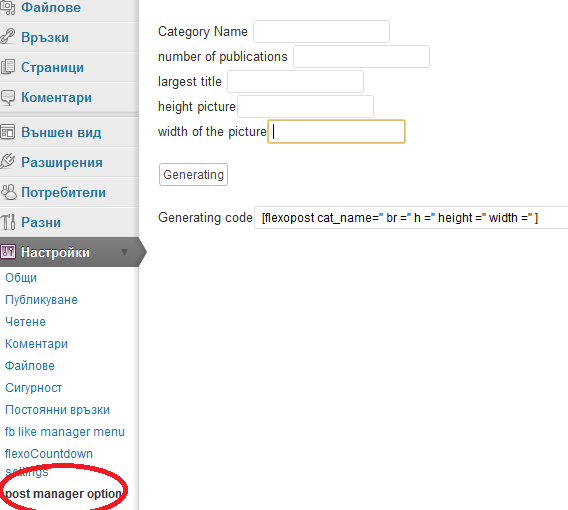 Файлове
Връзки
Страници
Коментари
Външен вид
Разширения
Потребители
Разни
Настройки
Общи
Публикуване
Четене
Коментари
Файлове
Сигурност
Постоянни връзки
fb like manager menu
flexoCountdown
settings
post manager option
Category Name
number of publications
largest title
height picture
width of the picture
Generating
Generating code [flexopost cat_name='' br ='' h ='' height ='' width ='' ]